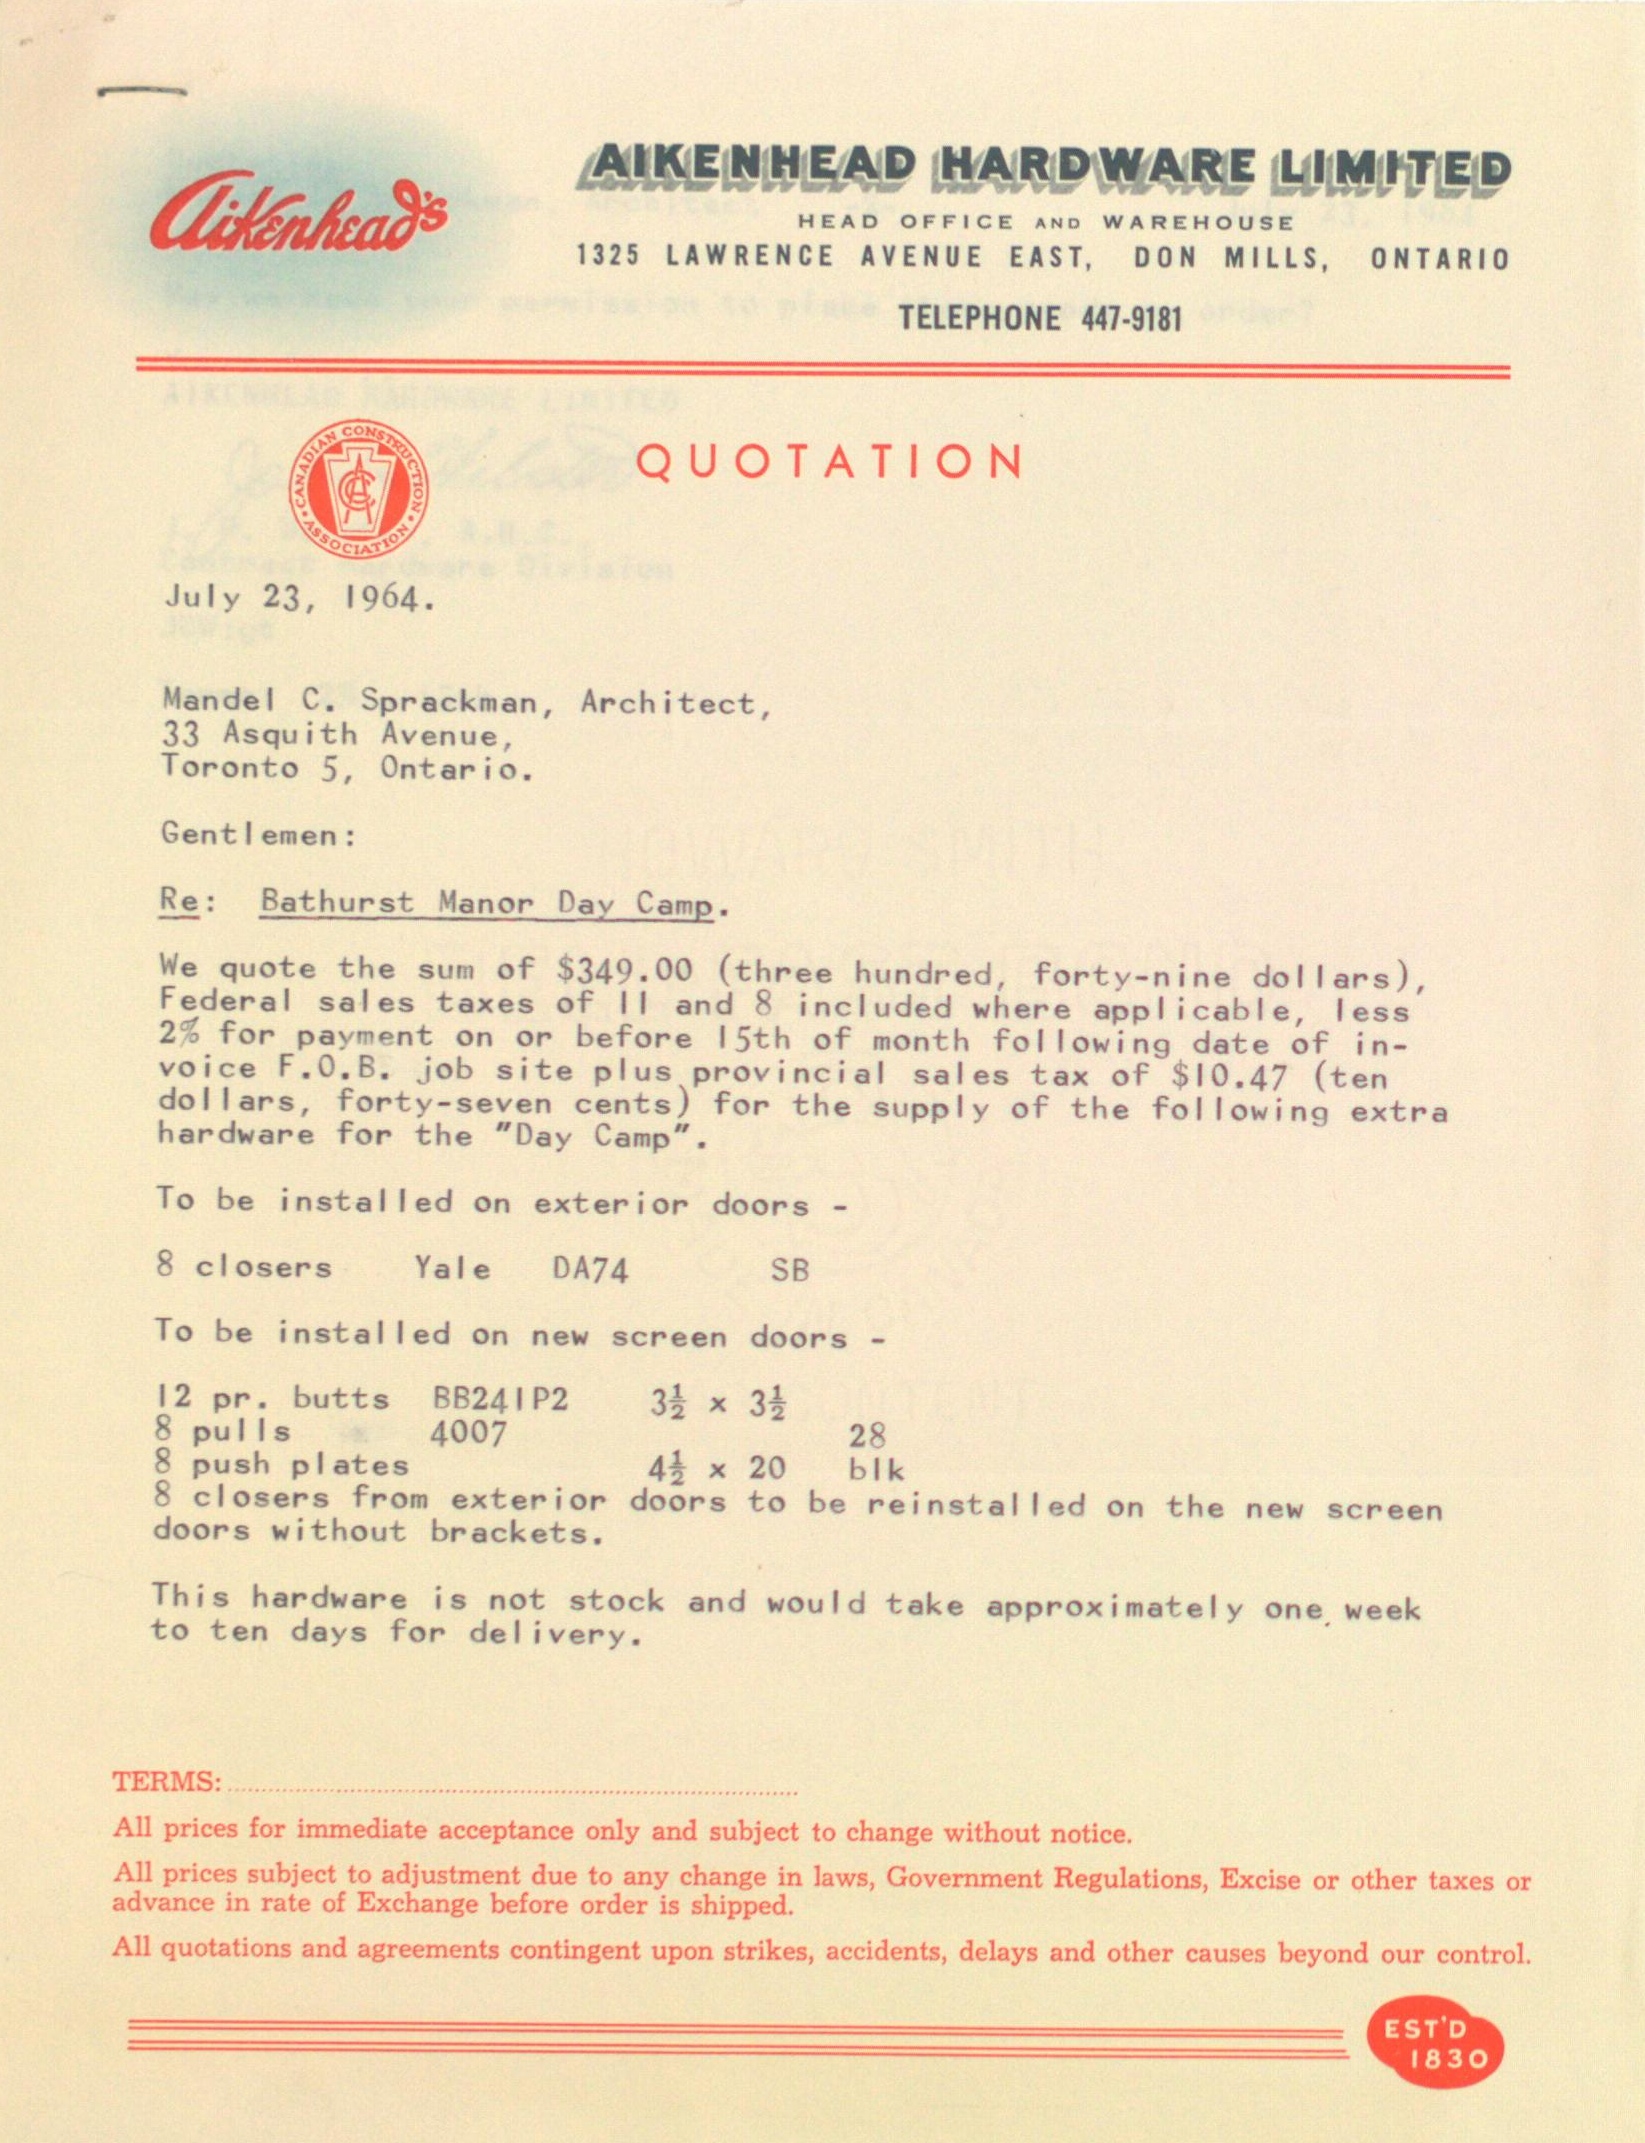 Aikenhead's
AIKENHEAD HARDWARE LIMITED
HEAD OFFICE AND WAREHOUSE
1325 LAWRENCE AVENUE EAST, DON MILLS, ONTARIO
TELEPHONE 447-9181
CANADIAN CONSTRUCTION
• ASSOCIATION •
CCA
QUOTATION
July 23, 1964.
Mandel C. Sprackman, Architect,
33 Asquith Avenue,
Toronto 5, Ontario.
Gentlemen:
Re: Bathurst Manor Day Camp.
We quote the sum of $349.00 (three hundred, forty-nine dollars),
Federal sales taxes of 11 and 8 included where applicable, less
2% for payment on or before 15th of month following date of in-
voice F.O.B. job site plus provincial sales tax of $10.47 (ten
dollars, forty-seven cents) for the supply of the following extra
hardware for the "Day Camp".
To be installed on exterior doors -
8 closers Yale DA74 SB
To be installed on new screen doors -
12 pr. butts BB241P2 3½ x 3½
8 pulls 4007 28
8 push plates 4½ x 20 blk
8 closers from exterior doors to be reinstalled on the new screen
doors without brackets.
This hardware is not stock and would take approximately one week
to ten days for delivery.
TERMS:
All prices for immediate acceptance only and subject to change without notice.
All prices subject to adjustment due to any change in laws, Government Regulations, Excise or other taxes or
advance in rate of Exchange before order is shipped.
All quotations and agreements contingent upon strikes, accidents, delays and other causes beyond our control.
EST'D
1830